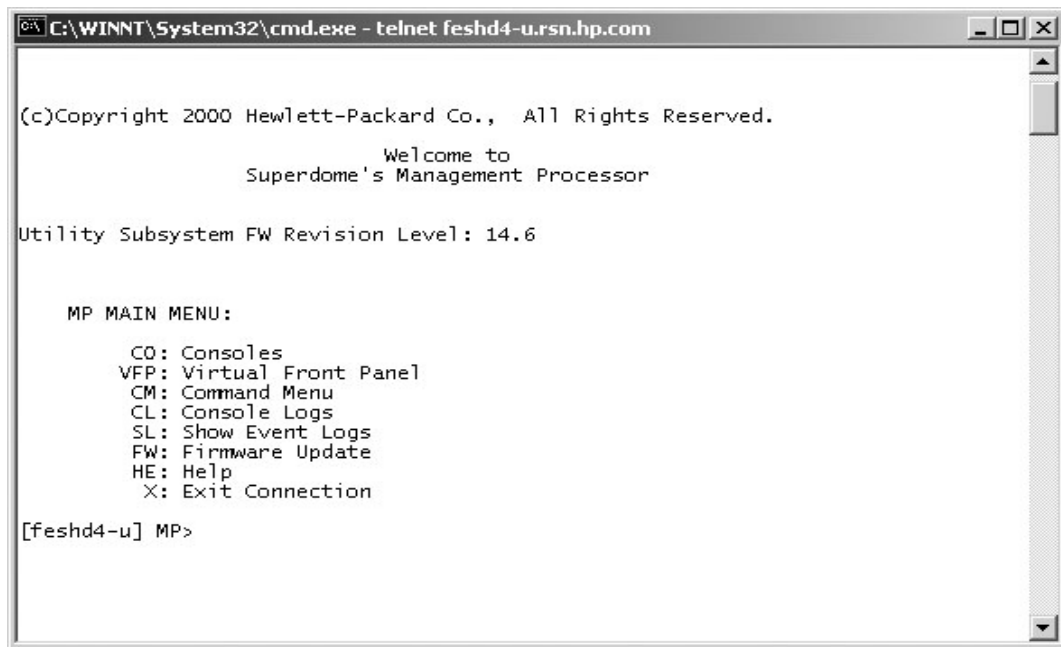 C:\WINNT\System32\cmd.exe - telnet feshd4-u.rsn.hp.com
(c)Copyright 2000 Hewlett-Packard Co., All Rights Reserved.
Welcome to
Superdome's Management Processor
Utility Subsystem FW Revision Level: 14.6
MP MAIN MENU:
CO: Consoles
VFP: Virtual Front Panel
CM: Command Menu
CL: Console Logs
SL: Show Event Logs
FW: Firmware Update
HE: Help
X: Exit Connection
[feshd4-u] MP>